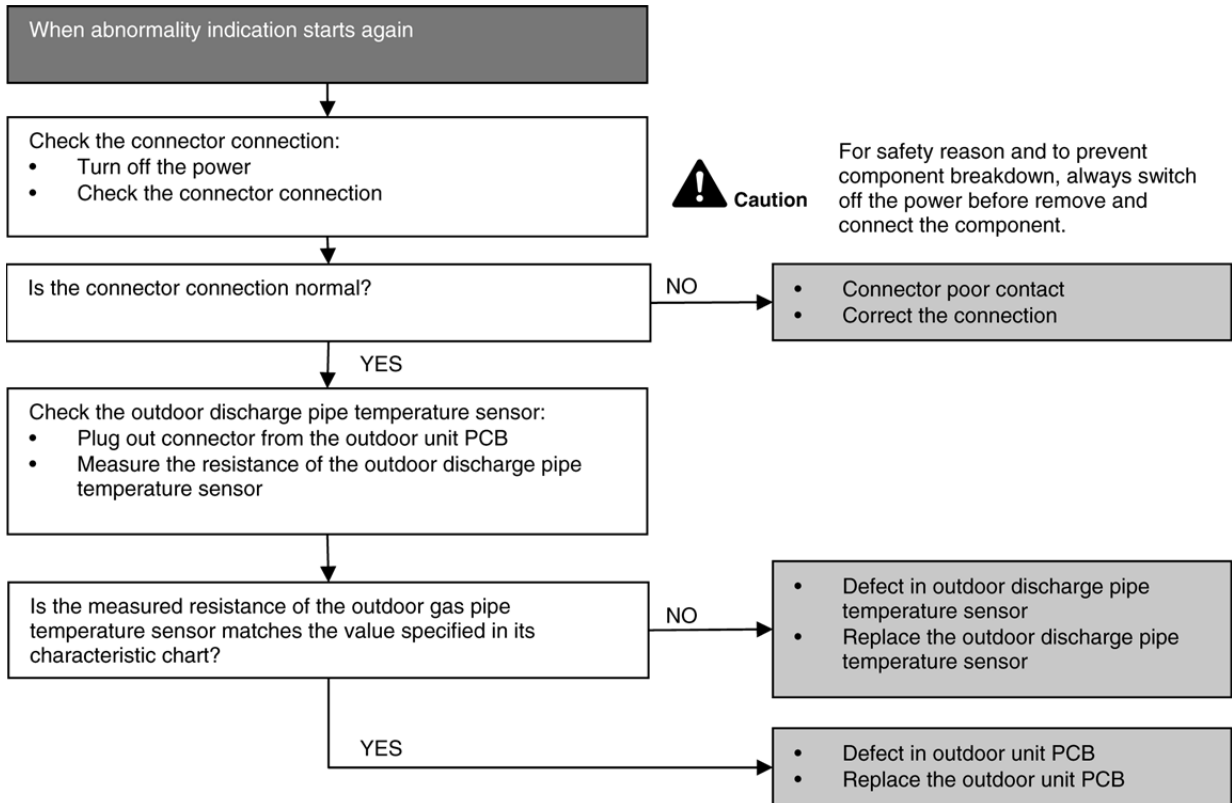 When abnormality indication starts again
Check the connector connection:
• Turn off the power
• Check the connector connection
Caution
For safety reason and to prevent
component breakdown, always switch
off the power before remove and
connect the component.
Is the connector connection normal?
NO
• Connector poor contact
• Correct the connection
YES
Check the outdoor discharge pipe temperature sensor:
• Plug out connector from the outdoor unit PCB
• Measure the resistance of the outdoor discharge pipe
temperature sensor
Is the measured resistance of the outdoor gas pipe
temperature sensor matches the value specified in its
characteristic chart?
NO
• Defect in outdoor discharge pipe
temperature sensor
• Replace the outdoor discharge pipe
temperature sensor
YES
• Defect in outdoor unit PCB
• Replace the outdoor unit PCB